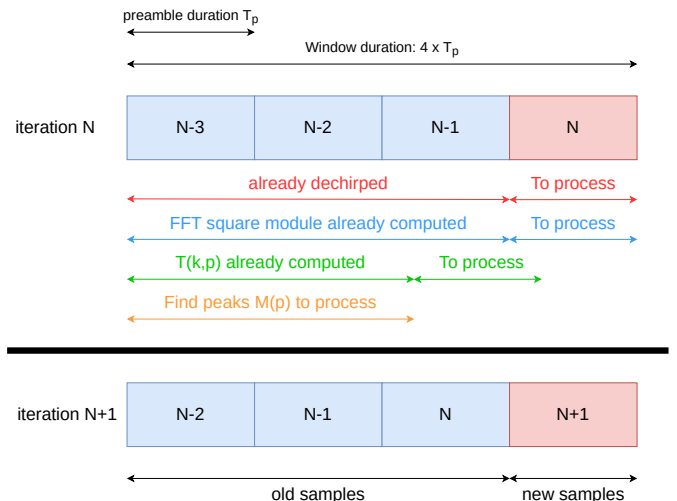 preamble duration Tp
Window duration: 4 x Tp
iteration N
N-3 N-2 N-1 N
already dechirped To process
FFT square module already computed To process
T(k,p) already computed To process
Find peaks M(p) to process
iteration N+1
N-2 N-1 N N+1
old samples new samples